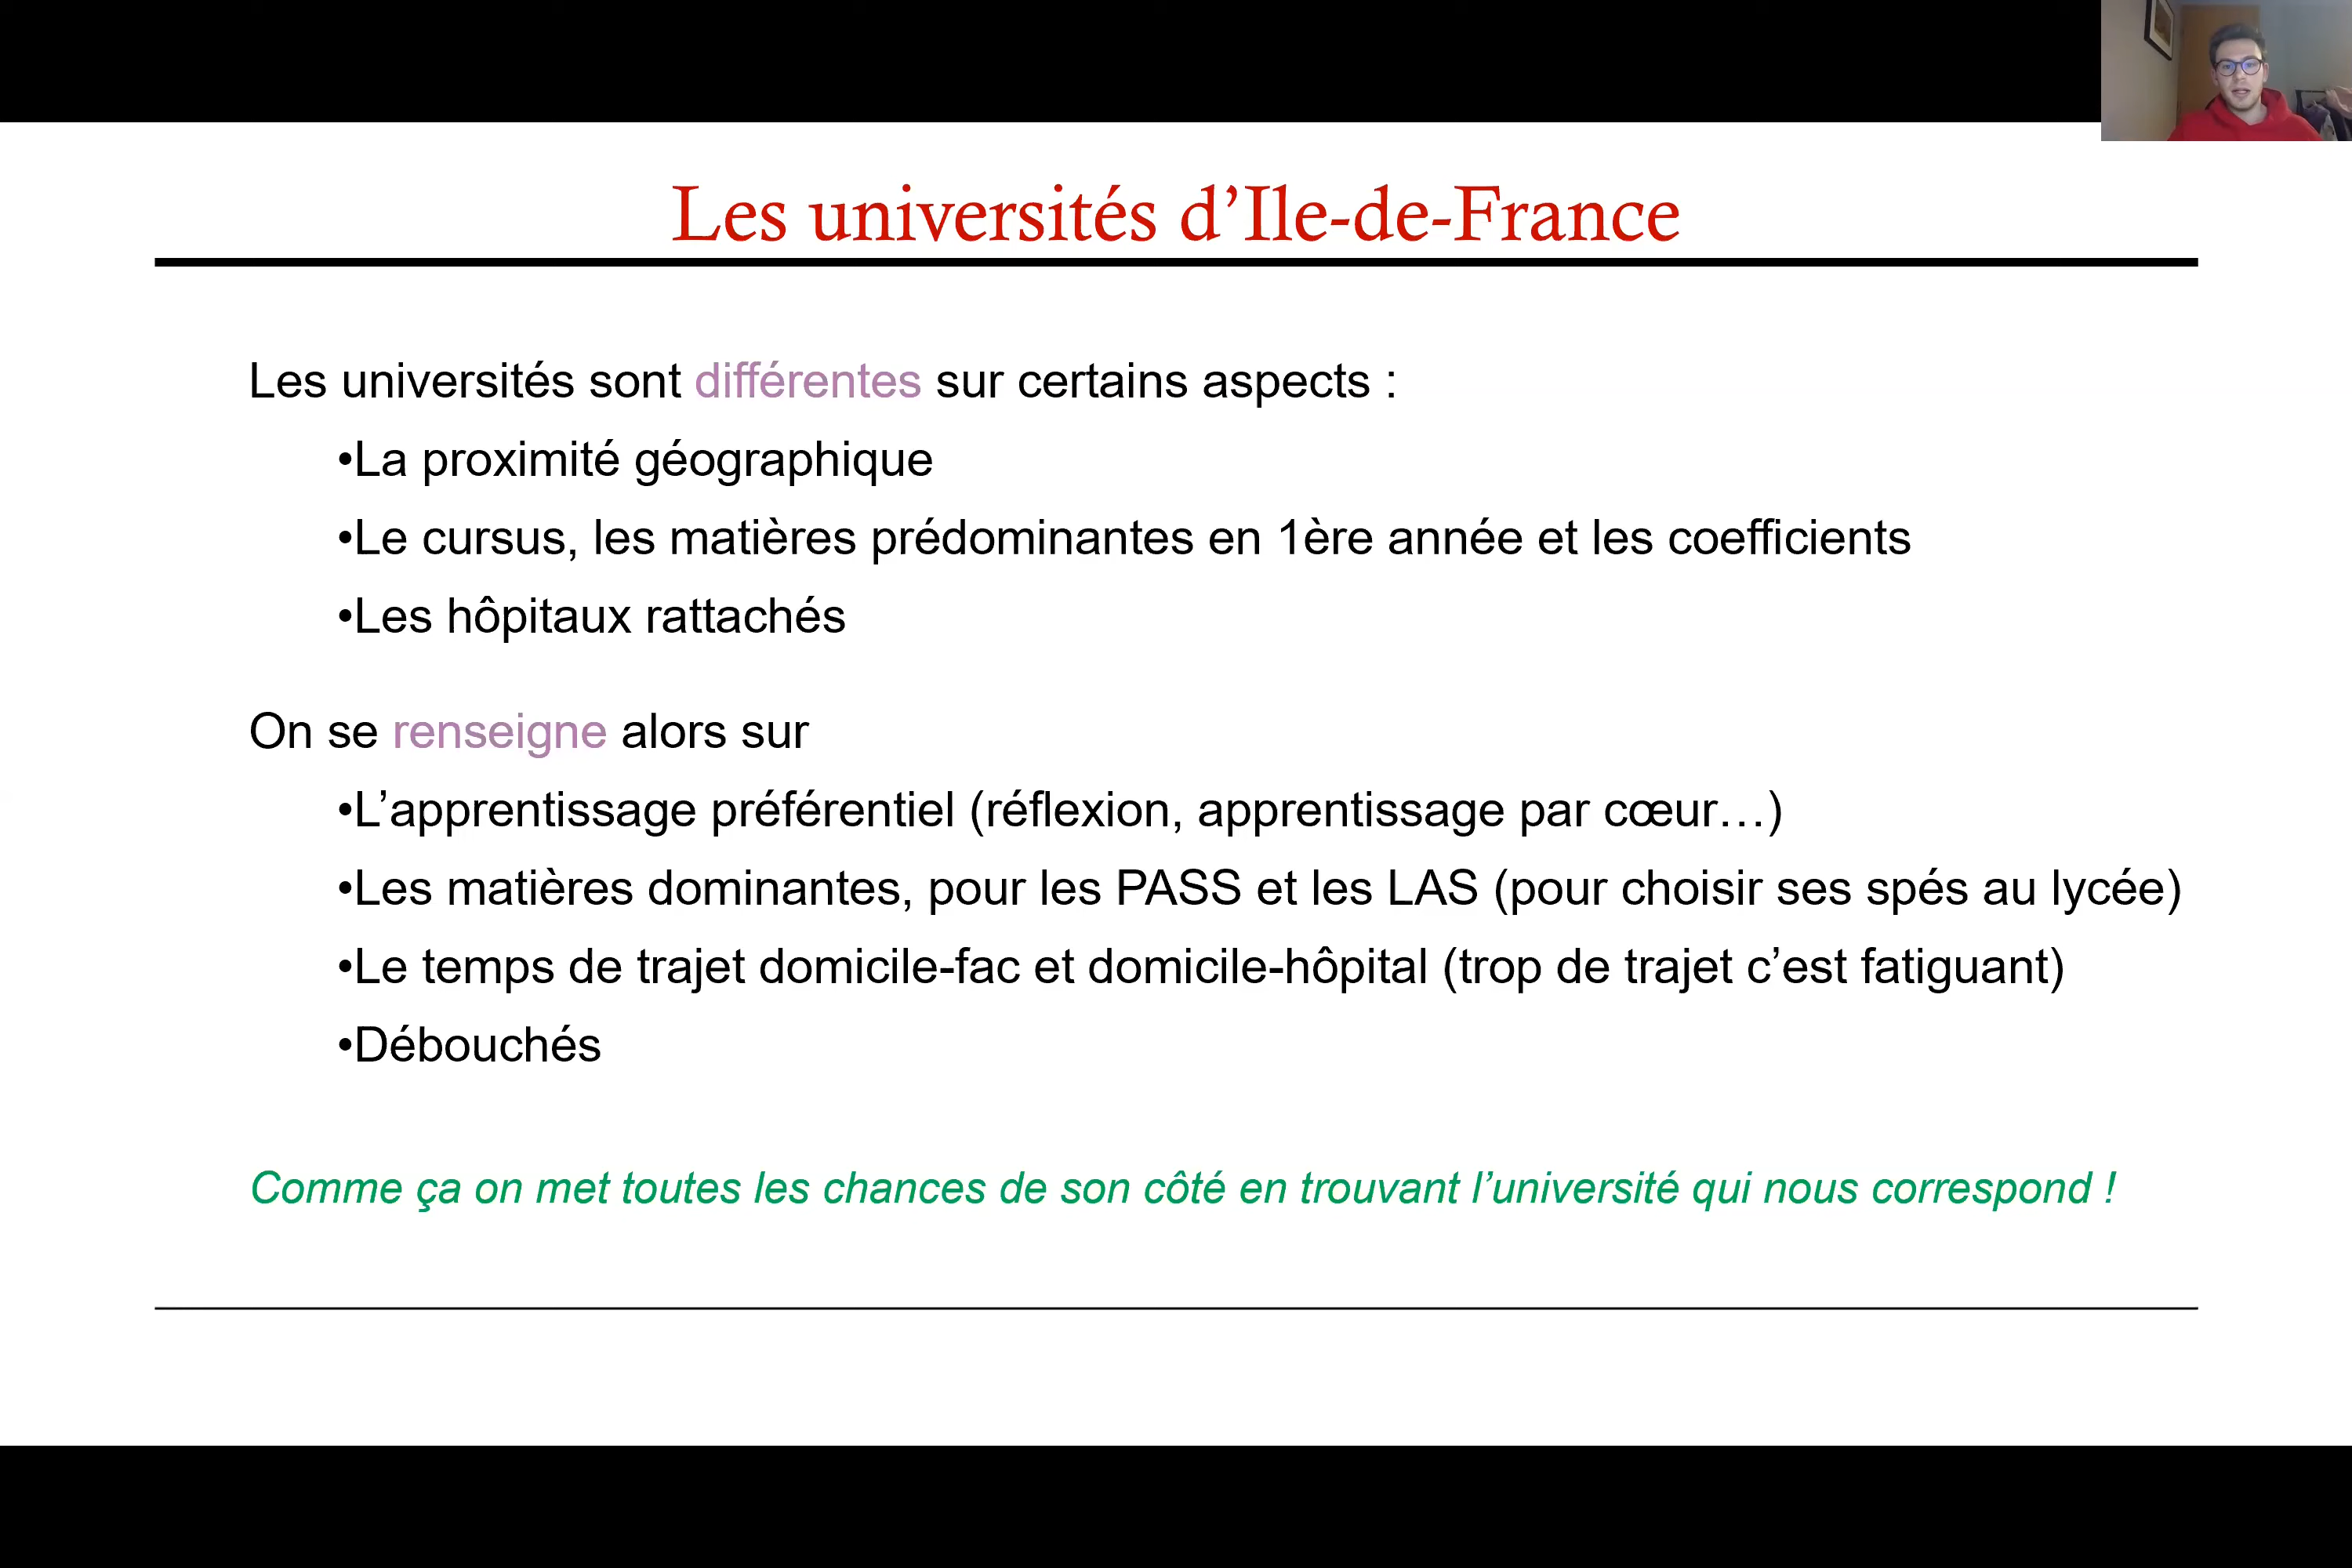 Les universités d’Ile-de-France
Les universités sont différentes sur certains aspects :
•La proximité géographique
•Le cursus, les matières prédominantes en 1ère année et les coefficients
•Les hôpitaux rattachés
On se renseigne alors sur
•L’apprentissage préférentiel (réflexion, apprentissage par cœur…)
•Les matières dominantes, pour les PASS et les LAS (pour choisir ses spés au lycée)
•Le temps de trajet domicile-fac et domicile-hôpital (trop de trajet c’est fatiguant)
•Débouchés
Comme ça on met toutes les chances de son côté en trouvant l’université qui nous correspond !